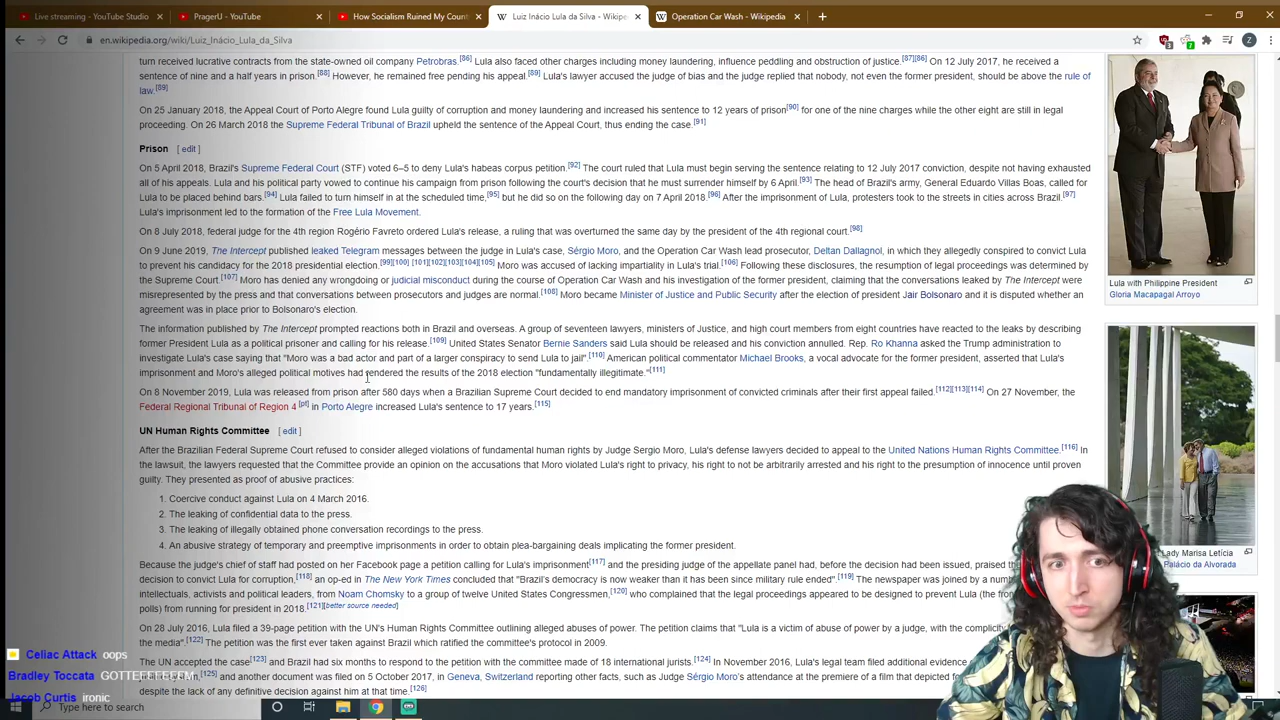 Live streaming - YouTube Studio
PragerU - YouTube
How Socialism Ruined My Count
Luiz Inácio Lula da Silva - Wikipe
Operation Car Wash - Wikipedia
en.wikipedia.org/wiki/Luiz_Inácio_Lula_da_Silva
turn received lucrative contracts from the state-owned oil company Petrobras.[86] Lula also faced other charges including money laundering, influence peddling and obstruction of justice.[87][86] On 12 July 2017, he received a
sentence of nine and a half years in prison.[88] However, he remained free pending his appeal.[89] Lula's lawyer accused the judge of bias and the judge replied that nobody, not even the former president, should be above the rule of
law.[89]
On 25 January 2018, the Appeal Court of Porto Alegre found Lula guilty of corruption and money laundering and increased his sentence to 12 years of prison[90] for one of the nine charges while the other eight are still in legal
proceeding. On 26 March 2018 the Supreme Federal Tribunal of Brazil upheld the sentence of the Appeal Court, thus ending the case.[91]
Prison [ edit ]
On 5 April 2018, Brazil's Supreme Federal Court (STF) voted 6–5 to deny Lula's habeas corpus petition.[92] The court ruled that Lula must begin serving the sentence relating to 12 July 2017 conviction, despite not having exhausted
all of his appeals. Lula and his political party vowed to continue his campaign from prison following the court's decision that he must surrender himself by 6 April.[93] The head of Brazil's army, General Eduardo Villas Boas, called for
Lula to be placed behind bars.[94] Lula failed to turn himself in at the scheduled time,[95] but he did so on the following day on 7 April 2018.[96] After the imprisonment of Lula, protesters took to the streets in cities across Brazil.[97]
Lula's imprisonment led to the formation of the Free Lula Movement.
On 8 July 2018, federal judge for the 4th region Rogério Favreto ordered Lula's release, a ruling that was overturned the same day by the president of the 4th regional court.[98]
On 9 June 2019, The Intercept published leaked Telegram messages between the judge in Lula's case, Sérgio Moro, and the Operation Car Wash lead prosecutor, Deltan Dallagnol, in which they allegedly conspired to convict Lula
to prevent his candidacy for the 2018 presidential election.[99][100] [101][102][103][104][105] Moro was accused of lacking impartiality in Lula's trial.[106] Following these disclosures, the resumption of legal proceedings was determined by
the Supreme Court.[107] Moro has denied any wrongdoing or judicial misconduct during the course of Operation Car Wash and his investigation of the former president, claiming that the conversations leaked by The Intercept were
misrepresented by the press and that conversations between prosecutors and judges are normal.[108] Moro became Minister of Justice and Public Security after the election of president Jair Bolsonaro and it is disputed whether an
agreement was in place prior to Bolsonaro's election.
The information published by The Intercept prompted reactions both in Brazil and overseas. A group of seventeen lawyers, ministers of Justice, and high court members from eight countries have reacted to the leaks by describing
former President Lula as a political prisoner and calling for his release.[109] United States Senator Bernie Sanders said Lula should be released and his conviction annulled. Rep. Ro Khanna asked the Trump administration to
investigate Lula's case saying that "Moro was a bad actor and part of a larger conspiracy to send Lula to jail".[110] American political commentator Michael Brooks, a vocal advocate for the former president, asserted that Lula's
imprisonment and Moro's alleged political motives had rendered the results of the 2018 election "fundamentally illegitimate."[111]
On 8 November 2019, Lula was released from prison after 580 days when a Brazilian Supreme Court decided to end mandatory imprisonment of convicted criminals after their first appeal failed.[112][113][114] On 27 November, the
Federal Regional Tribunal of Region 4 [pt] in Porto Alegre increased Lula's sentence to 17 years.[115]
UN Human Rights Committee [ edit ]
After the Brazilian Federal Supreme Court refused to consider alleged violations of fundamental human rights by Judge Sergio Moro, Lula's defense lawyers decided to appeal to the United Nations Human Rights Committee.[116] In
the lawsuit, the lawyers requested that the Committee provide an opinion on the accusations that Moro violated Lula's right to privacy, his right to not be arbitrarily arrested and his right to the presumption of innocence until proven
guilty. They presented as proof of abusive practices:
1. Coercive conduct against Lula on 4 March 2016.
2. The leaking of confidential data to the press.
3. The leaking of illegally obtained phone conversation recordings to the press.
4. An abusive strategy of temporary and preemptive imprisonments in order to obtain plea-bargaining deals implicating the former president.
Because the judge's chief of staff had posted on her Facebook page a petition calling for Lula's imprisonment[117] and the presiding judge of the appellate panel had, before the decision had been issued, praised the
decision to convict Lula for corruption,[118] an op-ed in The New York Times concluded that "Brazil's democracy is now weaker than it has been since military rule ended".[119] The newspaper was joined by a num
intellectuals, activists and political leaders, from Noam Chomsky to a group of twelve United States Congressmen,[120] who complained that the legal proceedings appeared to be designed to prevent Lula (the fron
polls) from running for president in 2018.[121][better source needed]
On 28 July 2016, Lula filed a 39-page petition with the UN's Human Rights Committee outlining alleged abuses of power. The petition claims that "Lula is a victim of abuse of power by a judge, with the complicity
the media".[122] The petition was the first ever taken against Brazil which ratified the committee's protocol in 2009.
The UN accepted the case[123] and Brazil had six months to respond to the petition with the committee made of 18 international jurists.[124] In November 2016, Lula's legal team filed additional evidence
[125] and another document was filed on 5 October 2017, in Geneva, Switzerland reporting other facts, such as Judge Sérgio Moro's attendance at the premiere of a film that depicted
despite the lack of any definitive decision against him at that time.[126]
Lula with Philippine President
Gloria Macapagal Arroyo
Lady Marisa Letícia
Palácio da Alvorada
Celiac Attack oops
Bradley Toccata
Jacob Curtis ironic
Type here to search